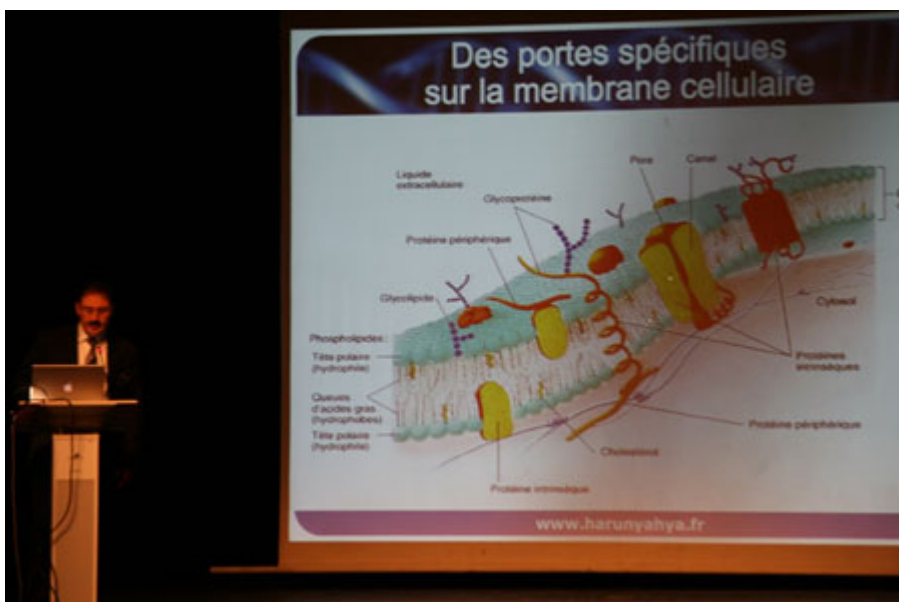 Des portes spécifiques
sur la membrane cellulaire
Liquide
extracellulaire
Pore
Canal
Glycoprotéine
Protéine périphérique
Glycolipide
Cytosol
Phospholipides :
Tête polaire
(hydrophile)
Protéines
intrinsèques
Queues
d'acides gras
(hydrophobes)
Tête polaire
(hydrophile)
Protéine périphérique
Cholestérol
Protéine intrinsèque
www.harunyahya.fr